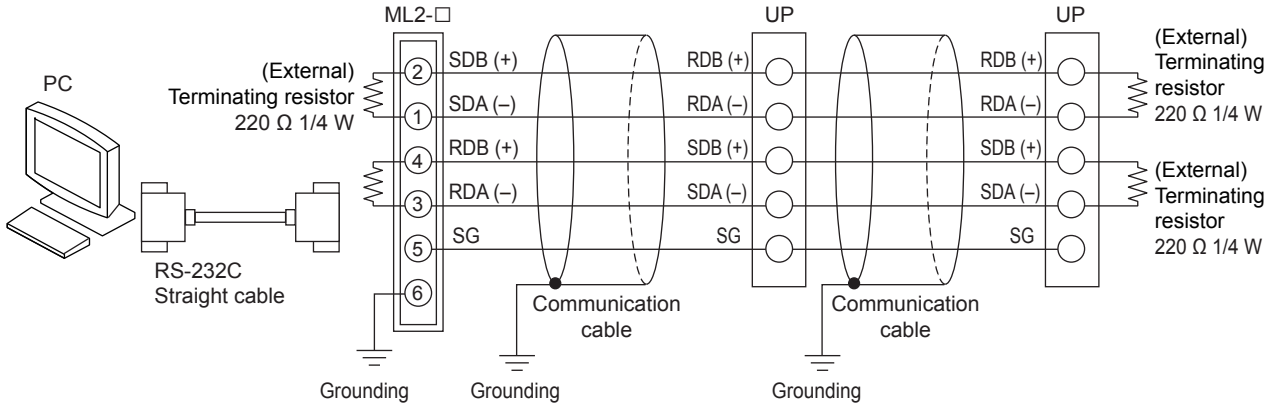 ML2-□
UP
UP
PC
(External)
Terminating resistor
220 Ω 1/4 W
2
SDB (+)
RDB (+)
RDB (+)
(External)
Terminating
resistor
220 Ω 1/4 W
1
SDA (–)
RDA (–)
RDA (–)
4
RDB (+)
SDB (+)
SDB (+)
(External)
Terminating
resistor
220 Ω 1/4 W
3
RDA (–)
SDA (–)
SDA (–)
5
SG
SG
SG
6
RS-232C
Straight cable
Communication
cable
Communication
cable
Grounding
Grounding
Grounding